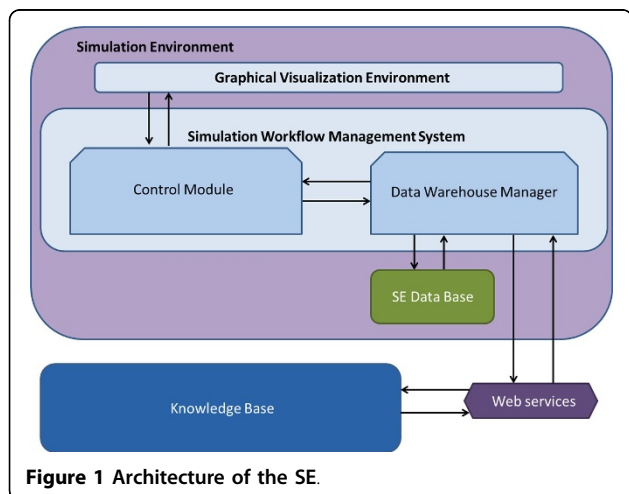 Simulation Environment
Graphical Visualization Environment
Simulation Workflow Management System
Control Module
Data Warehouse Manager
SE Data Base
Knowledge Base
Web services
Figure 1 Architecture of the SE.